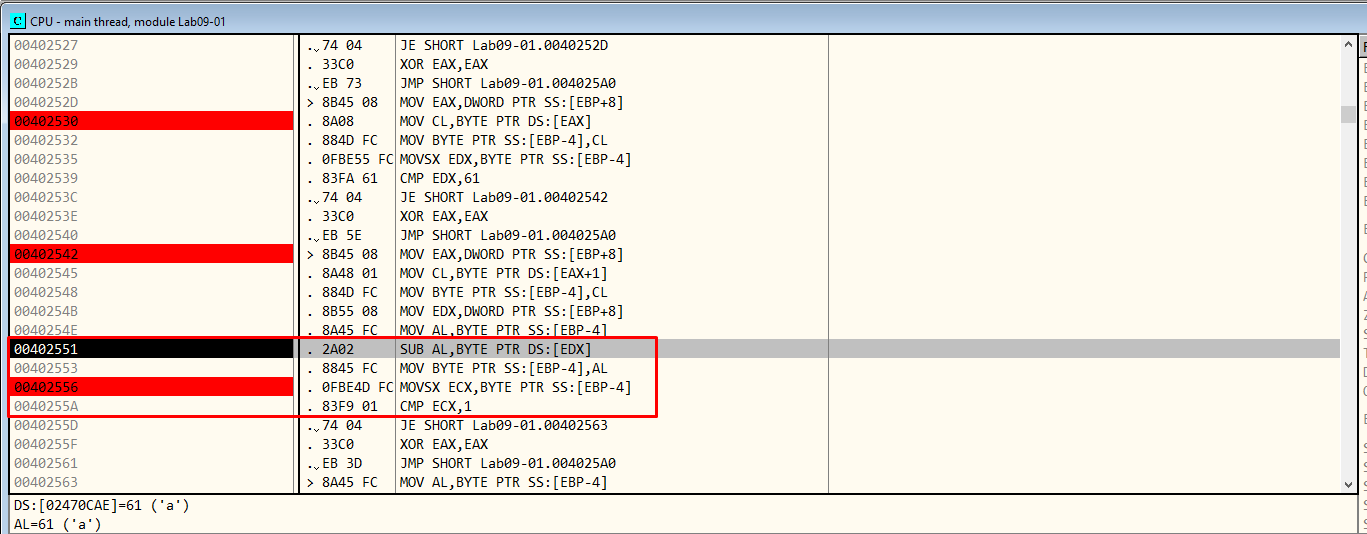 C CPU - main thread, module Lab09-01
00402527 .⌄74 04 JE SHORT Lab09-01.0040252D
00402529 . 33C0 XOR EAX,EAX
0040252B .⌄EB 73 JMP SHORT Lab09-01.004025A0
0040252D > 8B45 08 MOV EAX,DWORD PTR SS:[EBP+8]
00402530 . 8A08 MOV CL,BYTE PTR DS:[EAX]
00402532 . 884D FC MOV BYTE PTR SS:[EBP-4],CL
00402535 . 0FBE55 FC MOVSX EDX,BYTE PTR SS:[EBP-4]
00402539 . 83FA 61 CMP EDX,61
0040253C .⌄74 04 JE SHORT Lab09-01.00402542
0040253E . 33C0 XOR EAX,EAX
00402540 .⌄EB 5E JMP SHORT Lab09-01.004025A0
00402542 > 8B45 08 MOV EAX,DWORD PTR SS:[EBP+8]
00402545 . 8A48 01 MOV CL,BYTE PTR DS:[EAX+1]
00402548 . 884D FC MOV BYTE PTR SS:[EBP-4],CL
0040254B . 8B55 08 MOV EDX,DWORD PTR SS:[EBP+8]
0040254E . 8A45 FC MOV AL,BYTE PTR SS:[EBP-4]
00402551 . 2A02 SUB AL,BYTE PTR DS:[EDX]
00402553 . 8845 FC MOV BYTE PTR SS:[EBP-4],AL
00402556 . 0FBE4D FC MOVSX ECX,BYTE PTR SS:[EBP-4]
0040255A . 83F9 01 CMP ECX,1
0040255D .⌄74 04 JE SHORT Lab09-01.00402563
0040255F . 33C0 XOR EAX,EAX
00402561 .⌄EB 3D JMP SHORT Lab09-01.004025A0
00402563 > 8A45 FC MOV AL,BYTE PTR SS:[EBP-4]
DS:[02470CAE]=61 ('a')
AL=61 ('a')